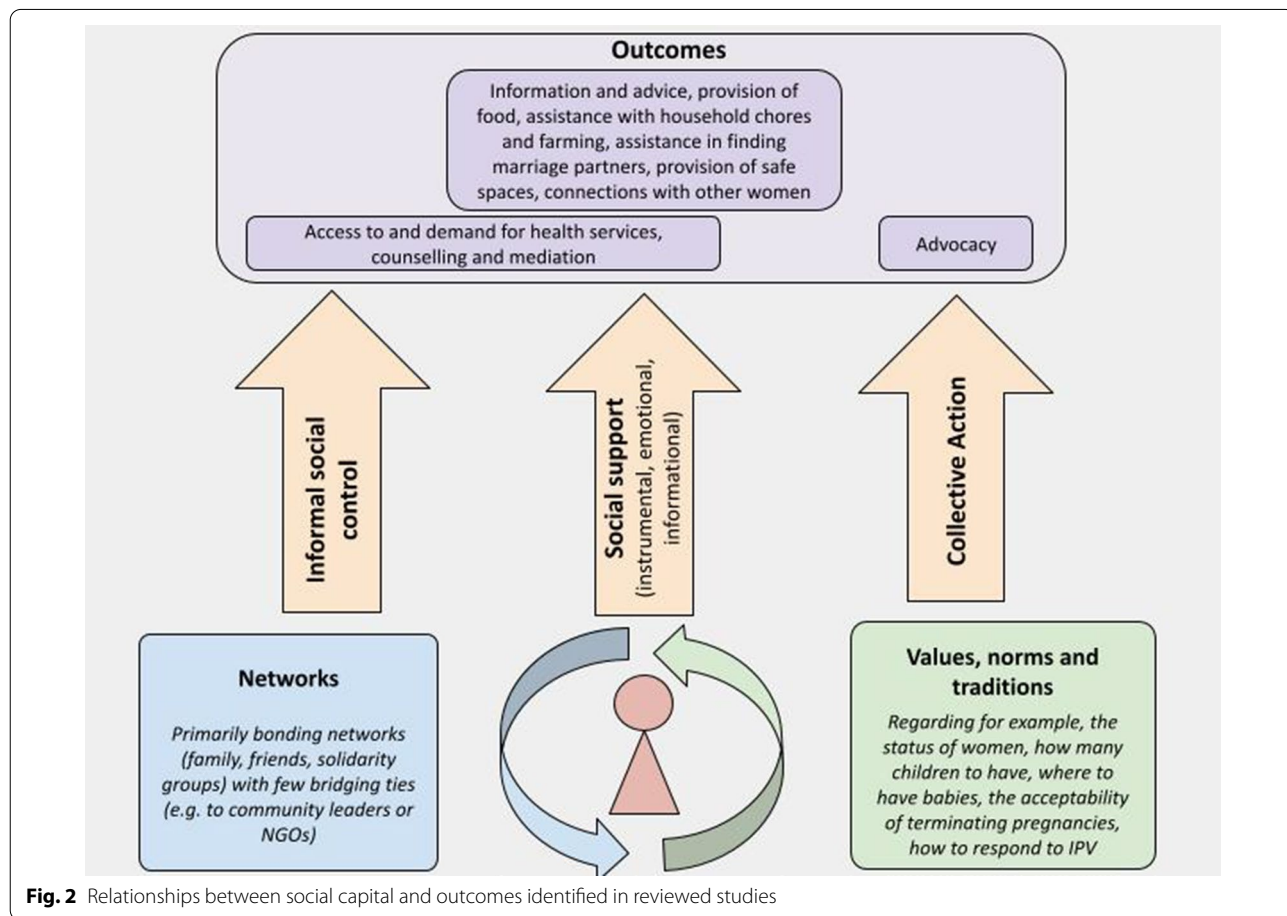 Outcomes
Information and advice, provision of
food, assistance with household chores
and farming, assistance in finding
marriage partners, provision of safe
spaces, connections with other women
Access to and demand for health services,
counselling and mediation
Advocacy
Informal social
control
Social support
(instrumental, emotional,
informational)
Collective Action
Networks
Primarily bonding networks
(family, friends, solidarity
groups) with few bridging ties
(e.g. to community leaders or
NGOs)
Values, norms and
traditions
Regarding for example, the
status of women, how many
children to have, where to
have babies, the acceptability
of terminating pregnancies,
how to respond to IPV
Fig. 2 Relationships between social capital and outcomes identified in reviewed studies